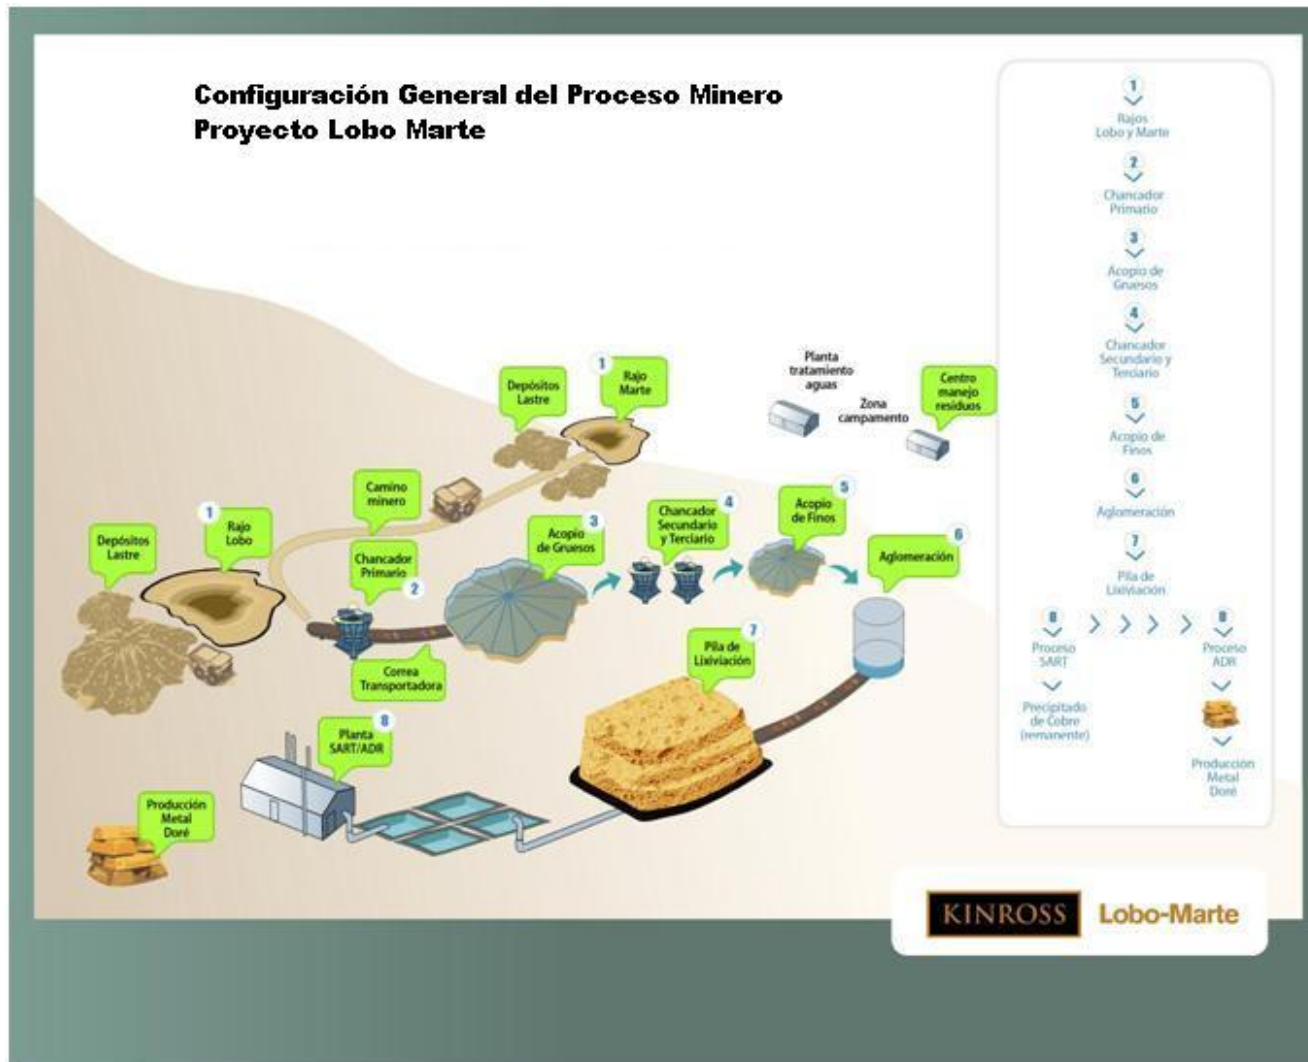 Configuración General del Proceso Minero
Proyecto Lobo Marte
1
Rajos
Lobo y Marte
2
Chancador
Primario
3
Acopio de
Gruesos
4
Chancador
Secundario y
Terciario
5
Acopio de
Finos
6
Aglomeración
7
Pila de
Lixiviación
8
Proceso
SART
Precipitado
de Cobre
(remanente)
8
Proceso
ADR
Producción
Metal
Doré
Depósitos
Lastre
1
Rajo
Marte
Planta
tratamiento
aguas
Zona
campamento
Centro
manejo
residuos
Camino
minero
Depósitos
Lastre
1
Rajo
Lobo
Chancador
Primario
2
Correa
Transportadora
3
Acopio
de Gruesos
4
Chancador
Secundario
y Terciario
5
Acopio
de Finos
6
Aglomeración
7
Pila de
Lixiviación
8
Planta
SART/ADR
Producción
Metal
Doré
KINROSS
Lobo-Marte